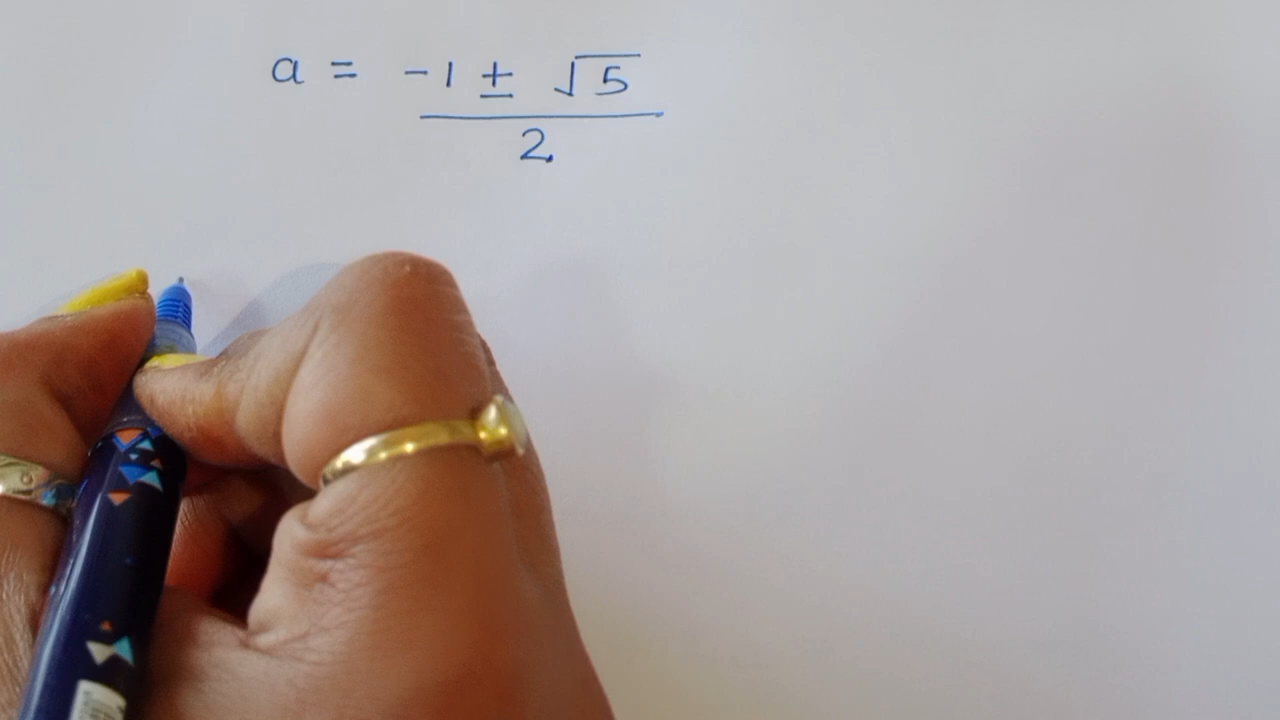 a = -1 ± √5
2